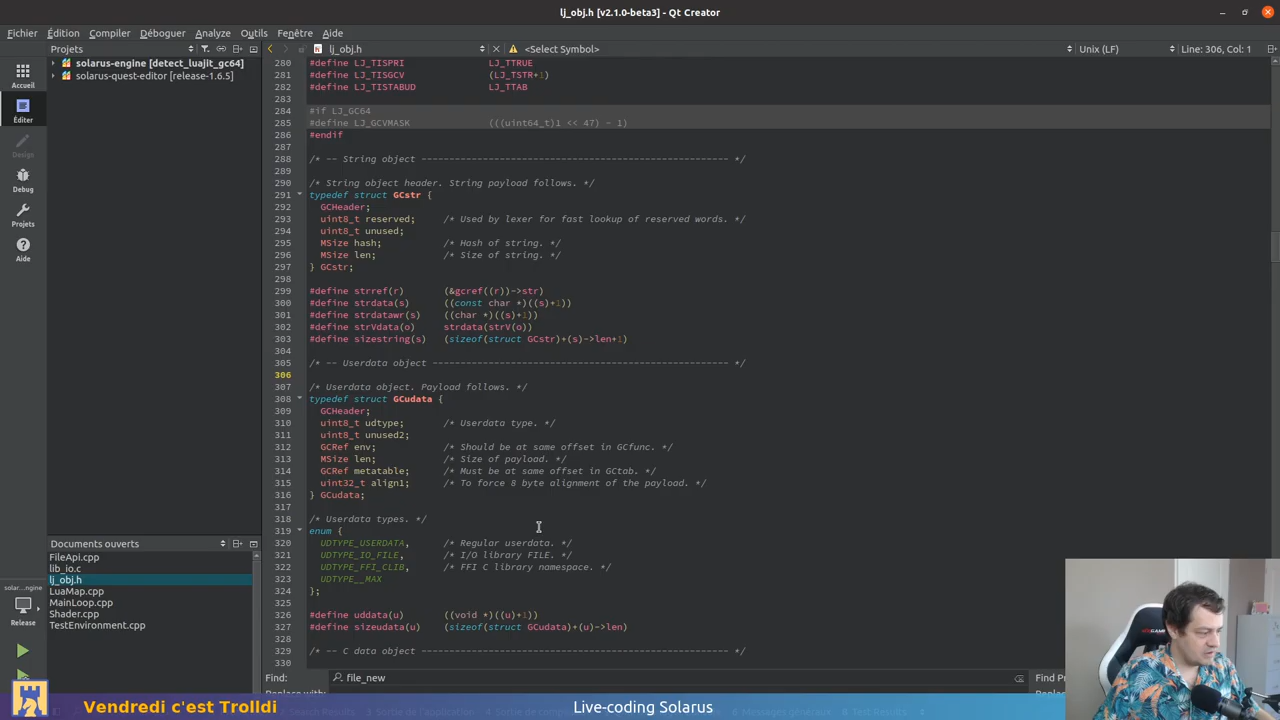 lj_obj.h [v2.1.0-beta3] - Qt Creator
Fichier Édition Compiler Déboguer Analyze Outils Fenêtre Aide
Projets
lj_obj.h
<Select Symbol>
Unix (LF)
Line: 306, Col: 1
solarus-engine [detect_luajit_gc64]
solarus-quest-editor [release-1.6.5]
Accueil
Éditer
Design
Debug
Projets
Aide
280 #define LJ_TISPRI LJ_TTRUE
281 #define LJ_TISGCV (LJ_TSTR+1)
282 #define LJ_TISTABUD LJ_TTAB
283
284 #if LJ_GC64
285 #define LJ_GCVMASK (((uint64_t)1 << 47) - 1)
286 #endif
287
288 /* -- String object -------------------------------------------------------- */
289
290 /* String object header. String payload follows. */
291 typedef struct GCstr {
292 GCHeader;
293 uint8_t reserved; /* Used by lexer for fast lookup of reserved words. */
294 uint8_t unused;
295 MSize hash; /* Hash of string. */
296 MSize len; /* Size of string. */
297 } GCstr;
298
299 #define strref(r) (&gcref((r))->str)
300 #define strdata(s) ((const char *)((s)+1))
301 #define strdatawr(s) ((char *)((s)+1))
302 #define strVdata(o) strdata(strV(o))
303 #define sizestring(s) (sizeof(struct GCstr)+(s)->len+1)
304
305 /* -- Userdata object ------------------------------------------------------ */
306
307 /* Userdata object. Payload follows. */
308 typedef struct GCudata {
309 GCHeader;
310 uint8_t udtype; /* Userdata type. */
311 uint8_t unused2;
312 GCRef env; /* Should be at same offset in GCfunc. */
313 MSize len; /* Size of payload. */
314 GCRef metatable; /* Must be at same offset in GCtab. */
315 uint32_t align1; /* To force 8 byte alignment of the payload. */
316 } GCudata;
317
318 /* Userdata types. */
319 enum {
320 UDTYPE_USERDATA, /* Regular userdata. */
321 UDTYPE_IO_FILE, /* I/O library FILE. */
322 UDTYPE_FFI_CLIB, /* FFI C library namespace. */
323 UDTYPE__MAX
324 };
325
326 #define uddata(u) ((void *)((u)+1))
327 #define sizeudata(u) (sizeof(struct GCudata)+(u)->len)
328
329 /* -- C data object -------------------------------------------------------- */
330
Documents ouverts
FileApi.cpp
lib_io.c
lj_obj.h
LuaMap.cpp
MainLoop.cpp
Shader.cpp
TestEnvironment.cpp
solar…ngine
Release
Find: file_new
Find Pr
Replace with:
Vendredi c'est Trolldi
Live-coding Solarus